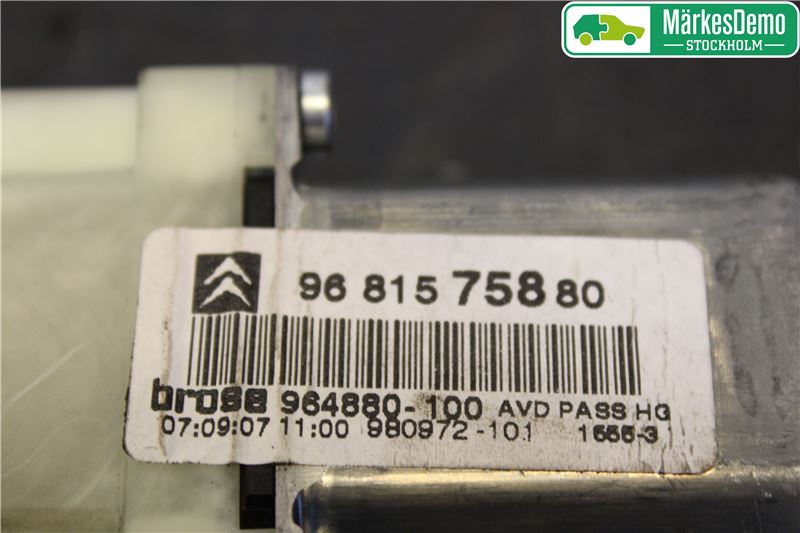 MärkesDemo
STOCKHOLM
96 815 758 80
brose 964880-100 AVD PASS HG
07:09:07 11:00 980972-101 1656-3